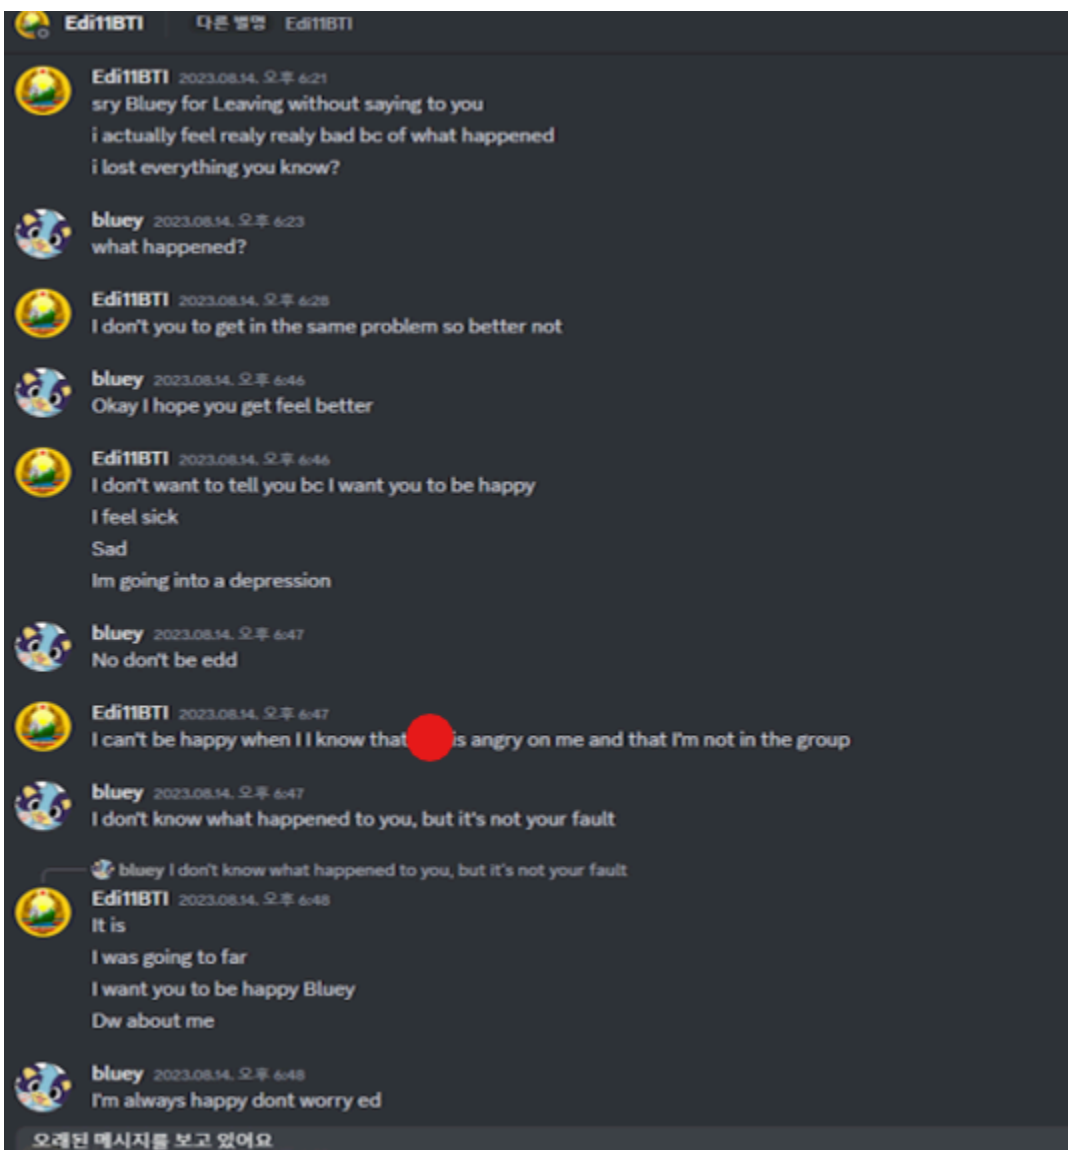 Edi11BTI 다른 별명 Edi11BTI
Edi11BTI 2023.08.14. 오후 6:21
sry Bluey for Leaving without saying to you
i actually feel realy realy bad bc of what happened
i lost everything you know?
bluey 2023.08.14. 오후 6:23
what happened?
Edi11BTI 2023.08.14. 오후 6:28
I don't you to get in the same problem so better not
bluey 2023.08.14. 오후 6:46
Okay I hope you get feel better
Edi11BTI 2023.08.14. 오후 6:46
I don't want to tell you bc I want you to be happy
I feel sick
Sad
Im going into a depression
bluey 2023.08.14. 오후 6:47
No don't be edd
Edi11BTI 2023.08.14. 오후 6:47
I can't be happy when I I know that is angry on me and that I'm not in the group
bluey 2023.08.14. 오후 6:47
I don't know what happened to you, but it's not your fault
bluey I don't know what happened to you, but it's not your fault
Edi11BTI 2023.08.14. 오후 6:48
It is
I was going to far
I want you to be happy Bluey
Dw about me
bluey 2023.08.14. 오후 6:48
I'm always happy dont worry ed
오래된 메시지를 보고 있어요